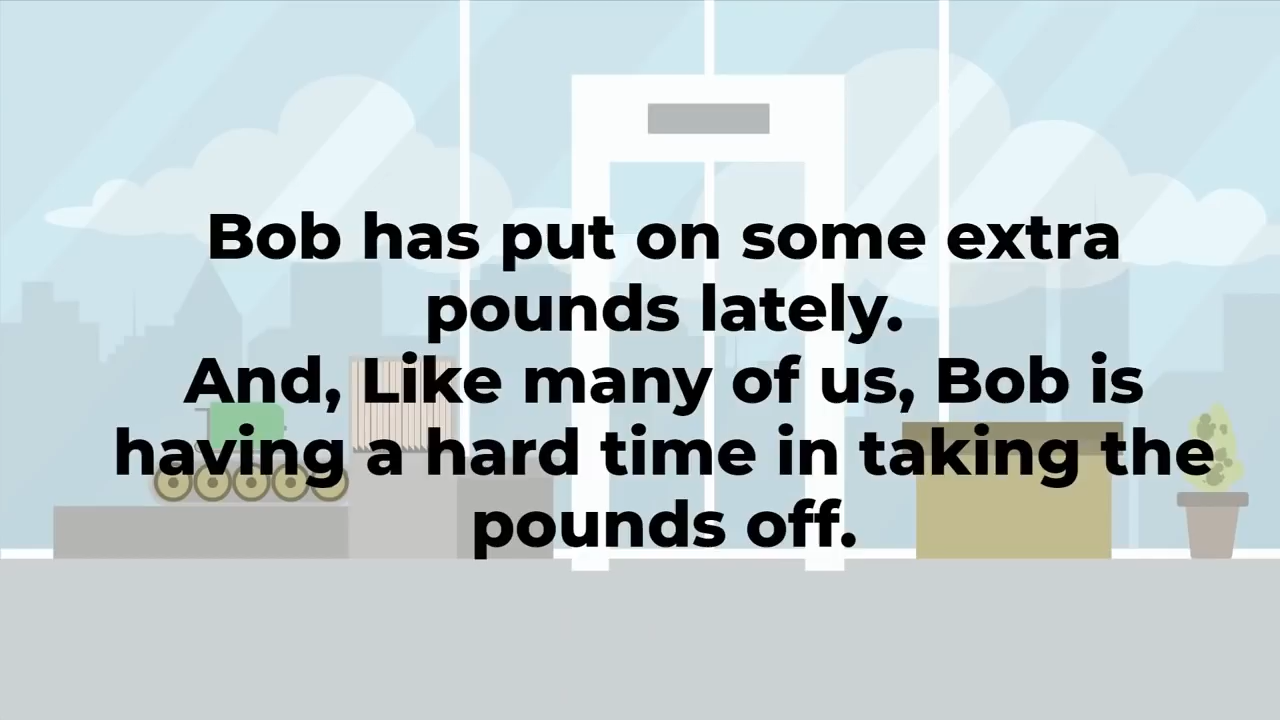 Bob has put on some extra
pounds lately.
And, Like many of us, Bob is
having a hard time in taking the
pounds off.